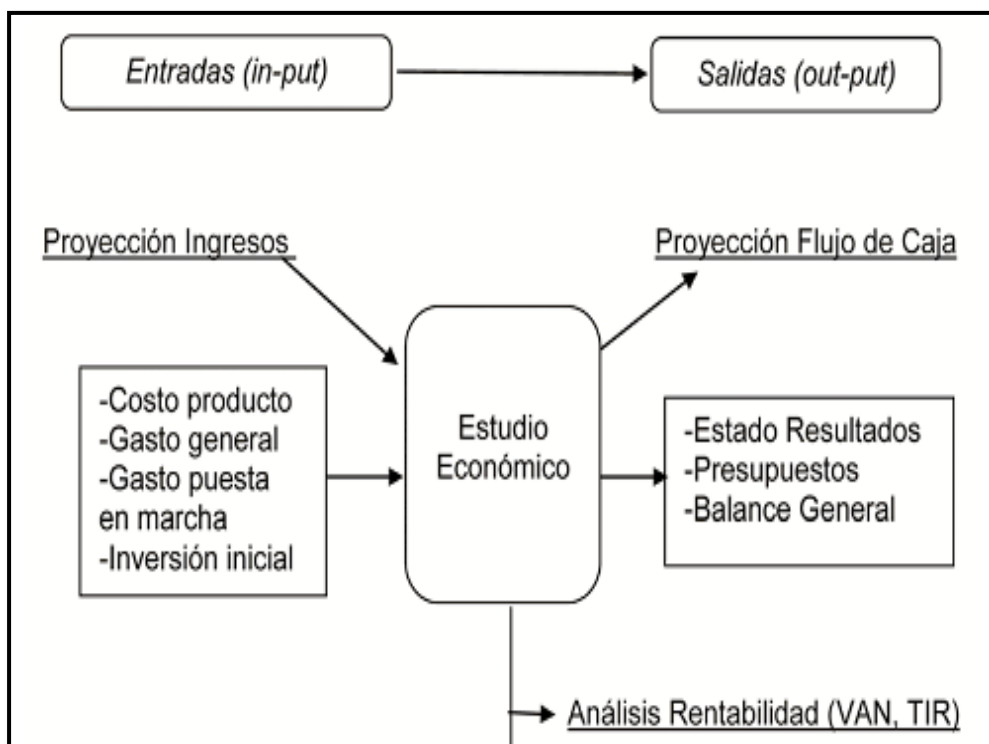 Entradas (in-put)
Salidas (out-put)
Proyección Ingresos
Proyección Flujo de Caja
-Costo producto
-Gasto general
-Gasto puesta
en marcha
-Inversión inicial
Estudio
Económico
-Estado Resultados
-Presupuestos
-Balance General
Análisis Rentabilidad (VAN, TIR)